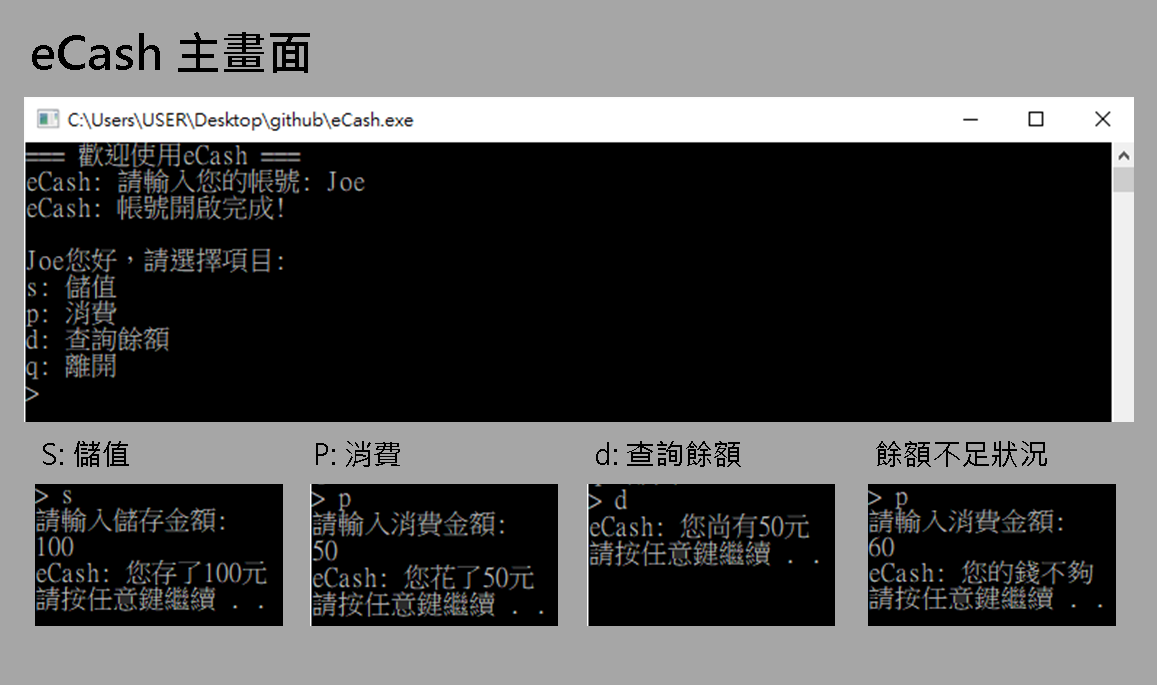 eCash 主畫面
C:\Users\USER\Desktop\github\eCash.exe
=== 歡迎使用eCash ===
eCash: 請輸入您的帳號: Joe
eCash: 帳號開啟完成!
Joe您好，請選擇項目:
s: 儲值
p: 消費
d: 查詢餘額
q: 離開
>
S: 儲值
> s
請輸入儲存金額:
100
eCash: 您存了100元
請按任意鍵繼續 . .
P: 消費
> p
請輸入消費金額:
50
eCash: 您花了50元
請按任意鍵繼續 . .
d: 查詢餘額
> d
eCash: 您尚有50元
請按任意鍵繼續 . .
餘額不足狀況
> p
請輸入消費金額:
60
eCash: 您的錢不夠
請按任意鍵繼續 . .